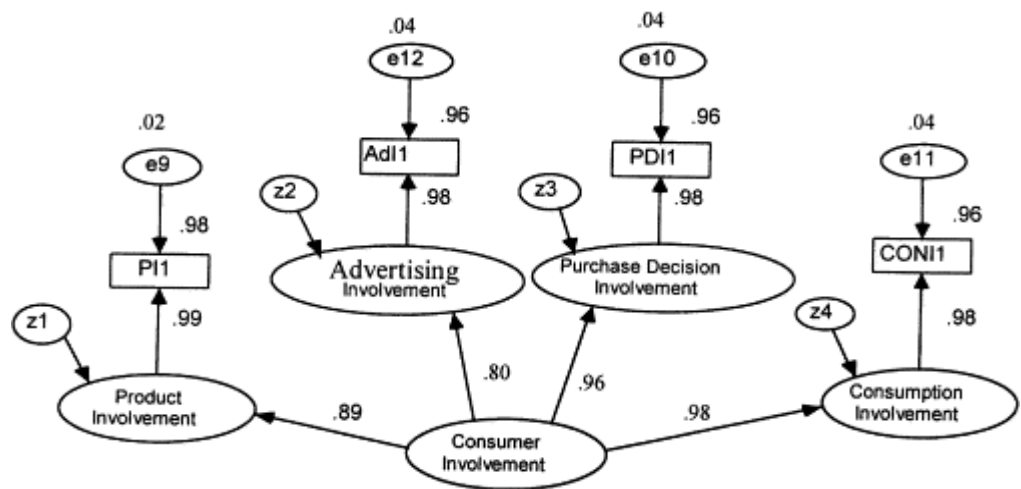 .04
.04
e12
e10
.02
.96
.96
.04
AdI1
PDI1
e9
e11
z2
z3
.98
.98
.98
.96
PI1
Advertising
Involvement
Purchase Decision
Involvement
CONI1
z1
.99
z4
.98
.80
.96
Product
Involvement
Consumption
Involvement
.89
.98
Consumer
Involvement